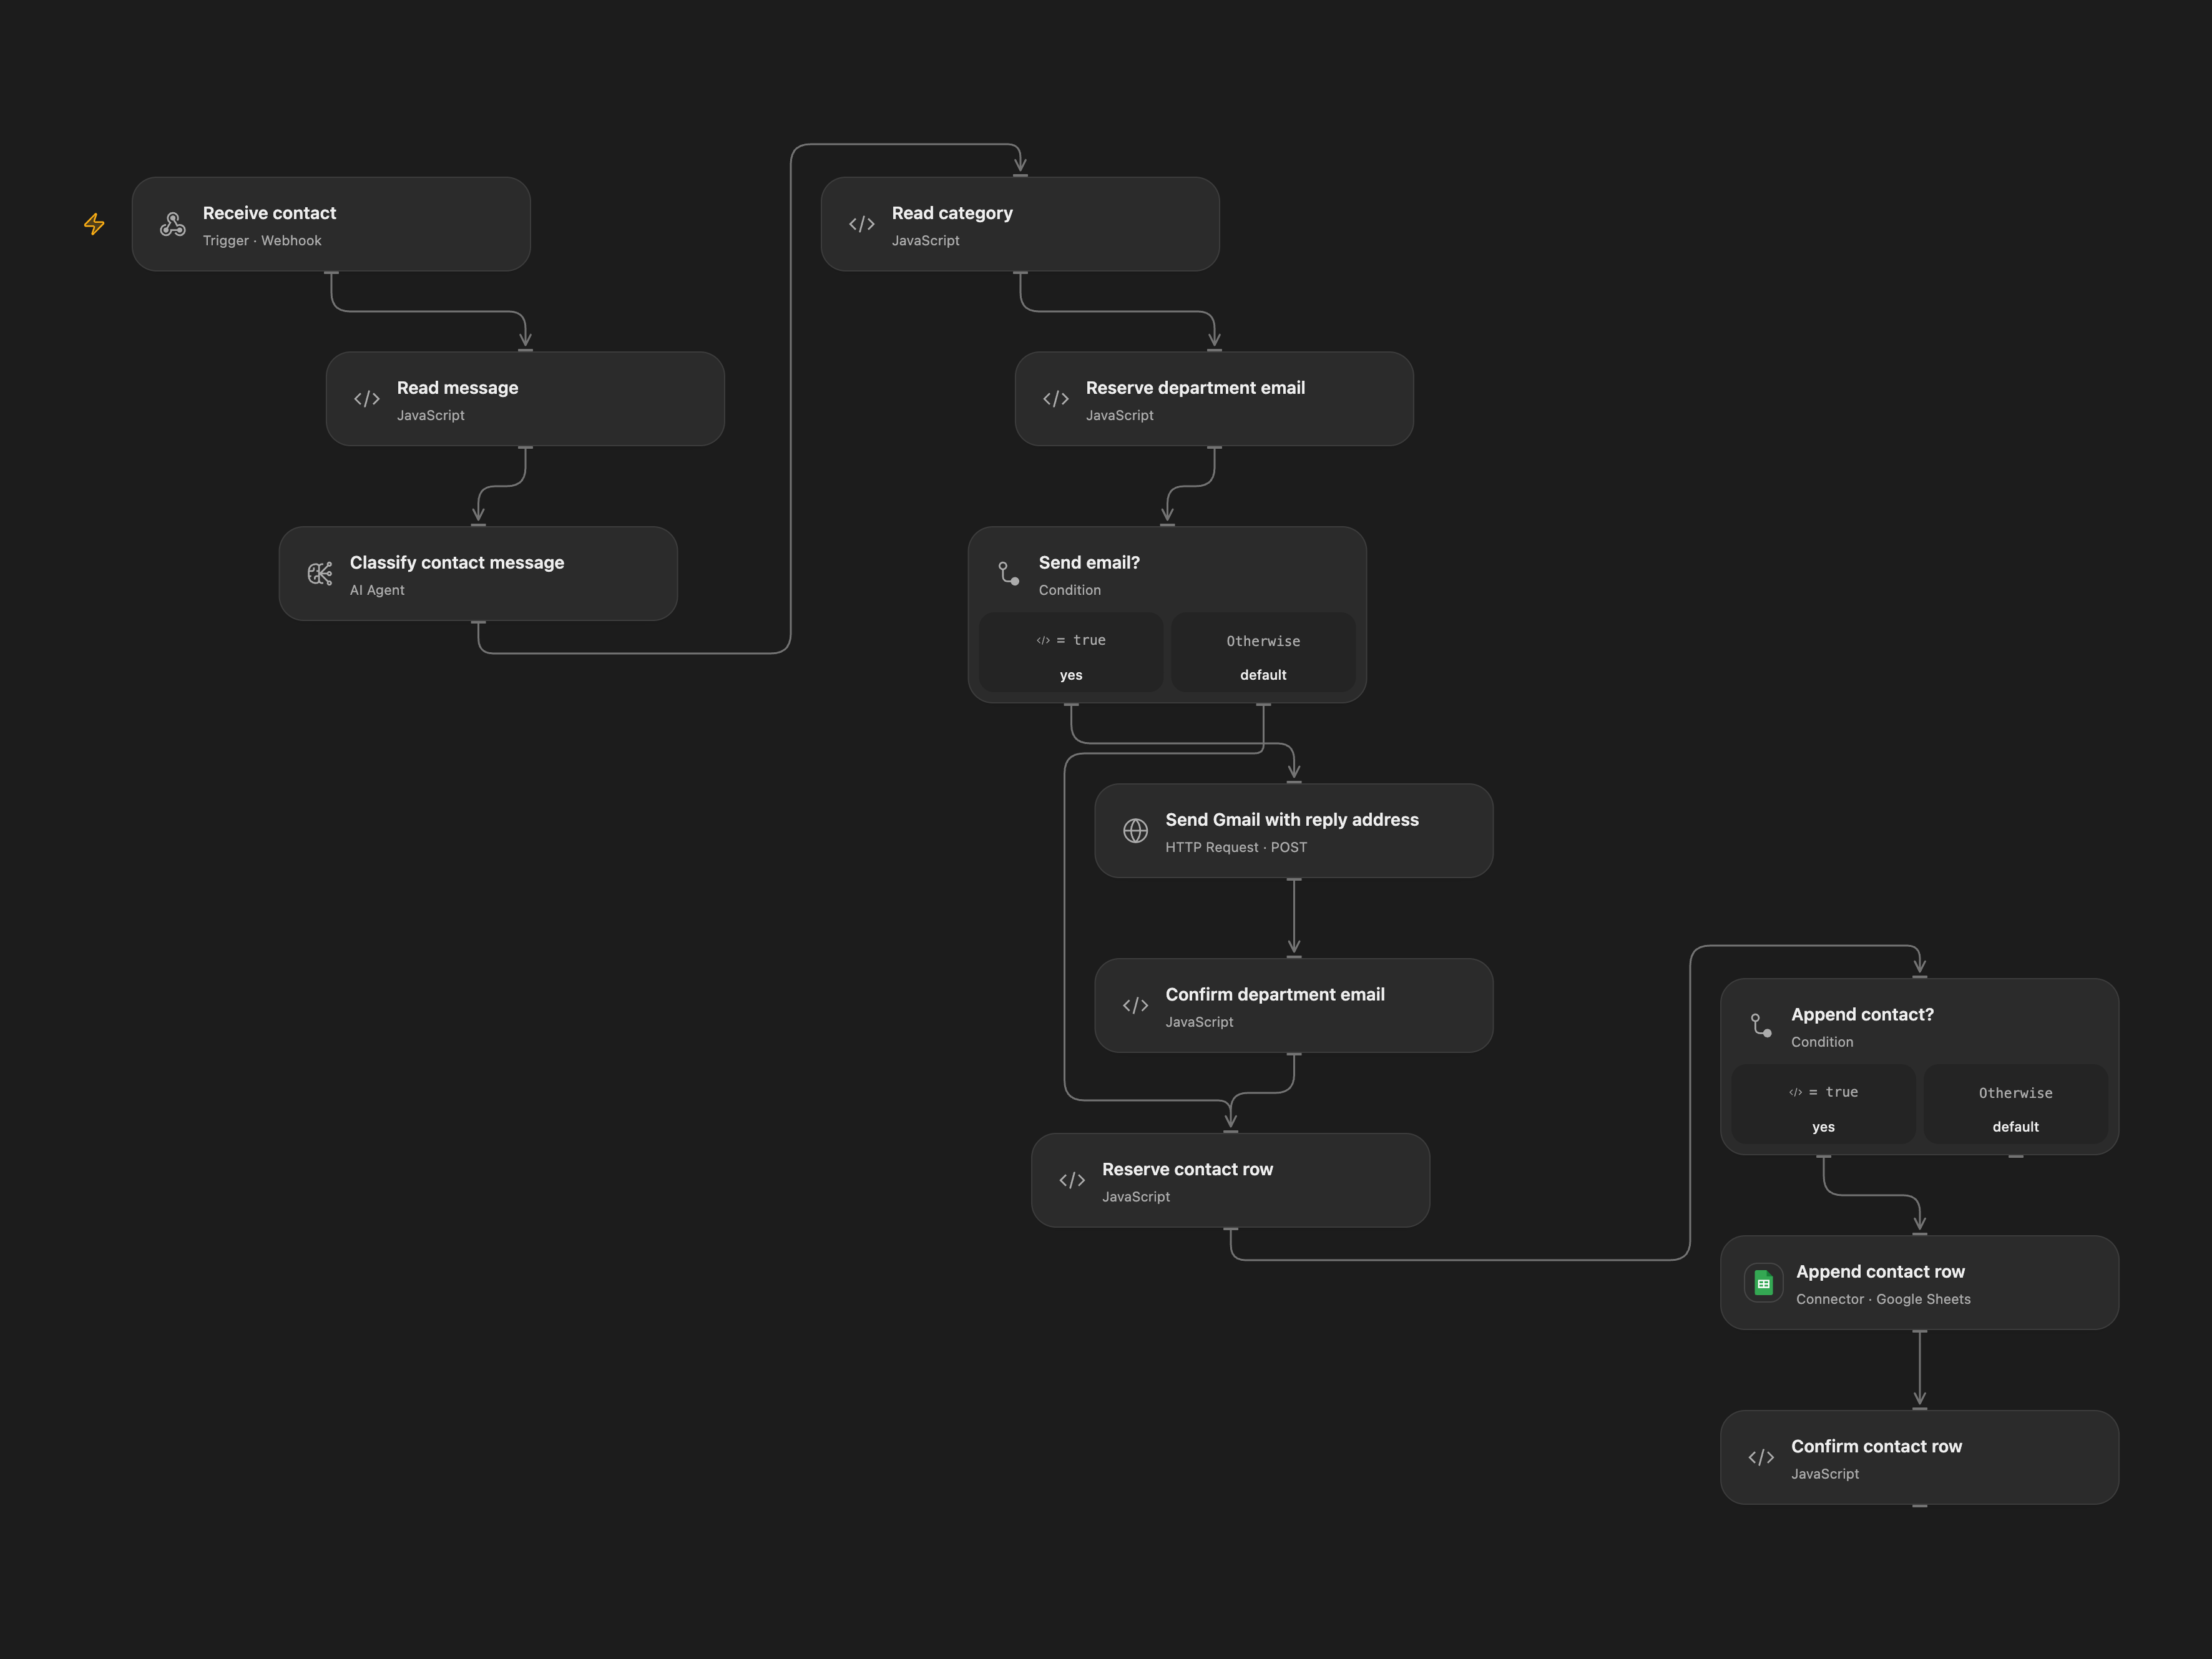 Receive contact
Trigger · Webhook
Read message
JavaScript
Classify contact message
AI Agent
Read category
JavaScript
Reserve department email
JavaScript
Send email?
Condition
</> = true
yes
Otherwise
default
Send Gmail with reply address
HTTP Request · POST
Confirm department email
JavaScript
Reserve contact row
JavaScript
Append contact?
Condition
</> = true
yes
Otherwise
default
Append contact row
Connector · Google Sheets
Confirm contact row
JavaScript